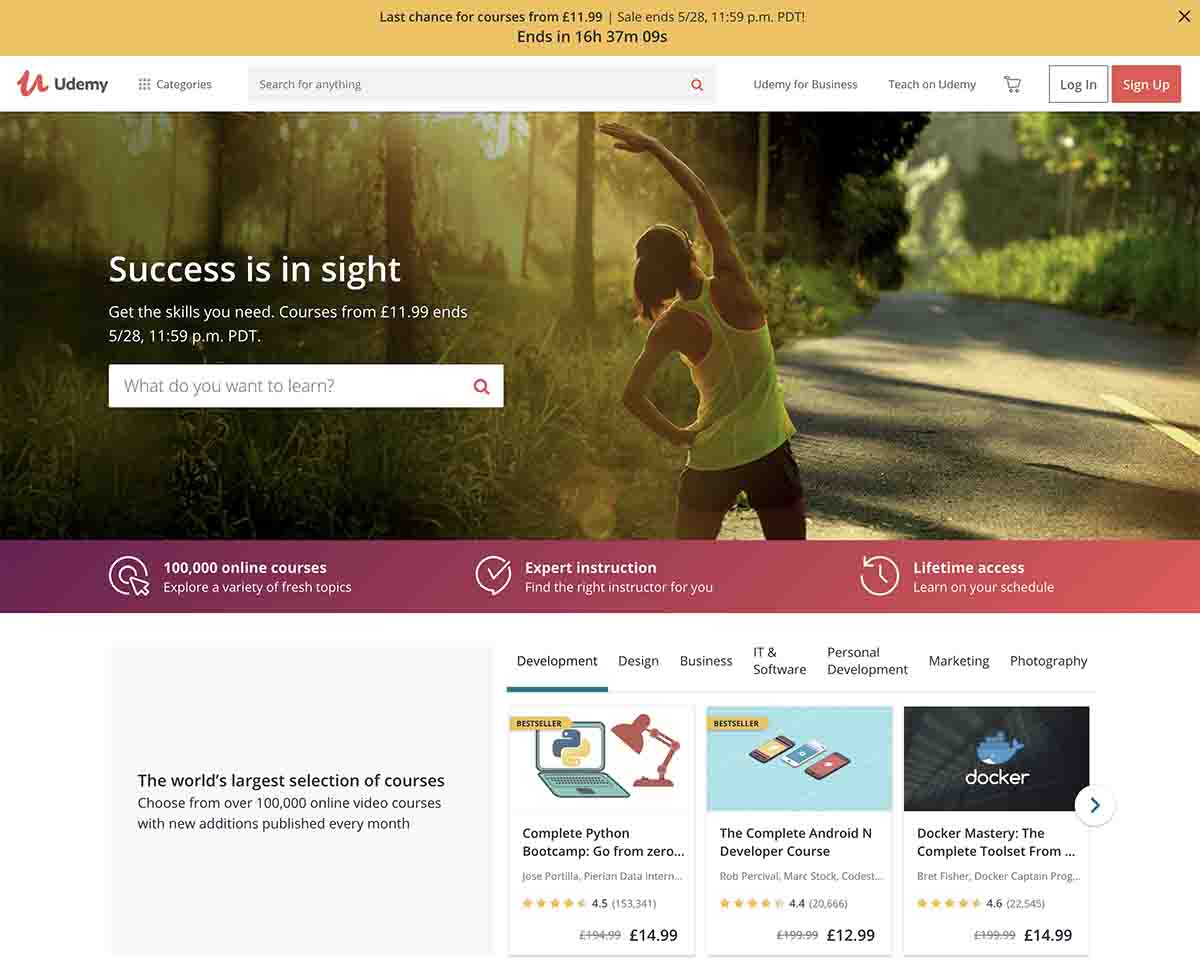 Last chance for courses from £11.99 | Sale ends 5/28, 11:59 p.m. PDT!
Ends in 16h 37m 09s
Udemy
Categories
Search for anything
Udemy for Business
Teach on Udemy
Log In
Sign Up
Success is in sight
Get the skills you need. Courses from £11.99 ends
5/28, 11:59 p.m. PDT.
What do you want to learn?
100,000 online courses
Explore a variety of fresh topics
Expert instruction
Find the right instructor for you
Lifetime access
Learn on your schedule
The world's largest selection of courses
Choose from over 100,000 online video courses
with new additions published every month
Development
Design
Business
IT &
Software
Personal
Development
Marketing
Photography
BESTSELLER
Complete Python
Bootcamp: Go from zero...
Jose Portilla, Pierian Data Intern...
4.5 (153,341)
£194.99 £14.99
BESTSELLER
The Complete Android N
Developer Course
Rob Percival, Marc Stock, Codest...
4.4 (20,666)
£199.99 £12.99
docker
Docker Mastery: The
Complete Toolset From ...
Bret Fisher, Docker Captain Prog...
4.6 (22,545)
£199.99 £14.99